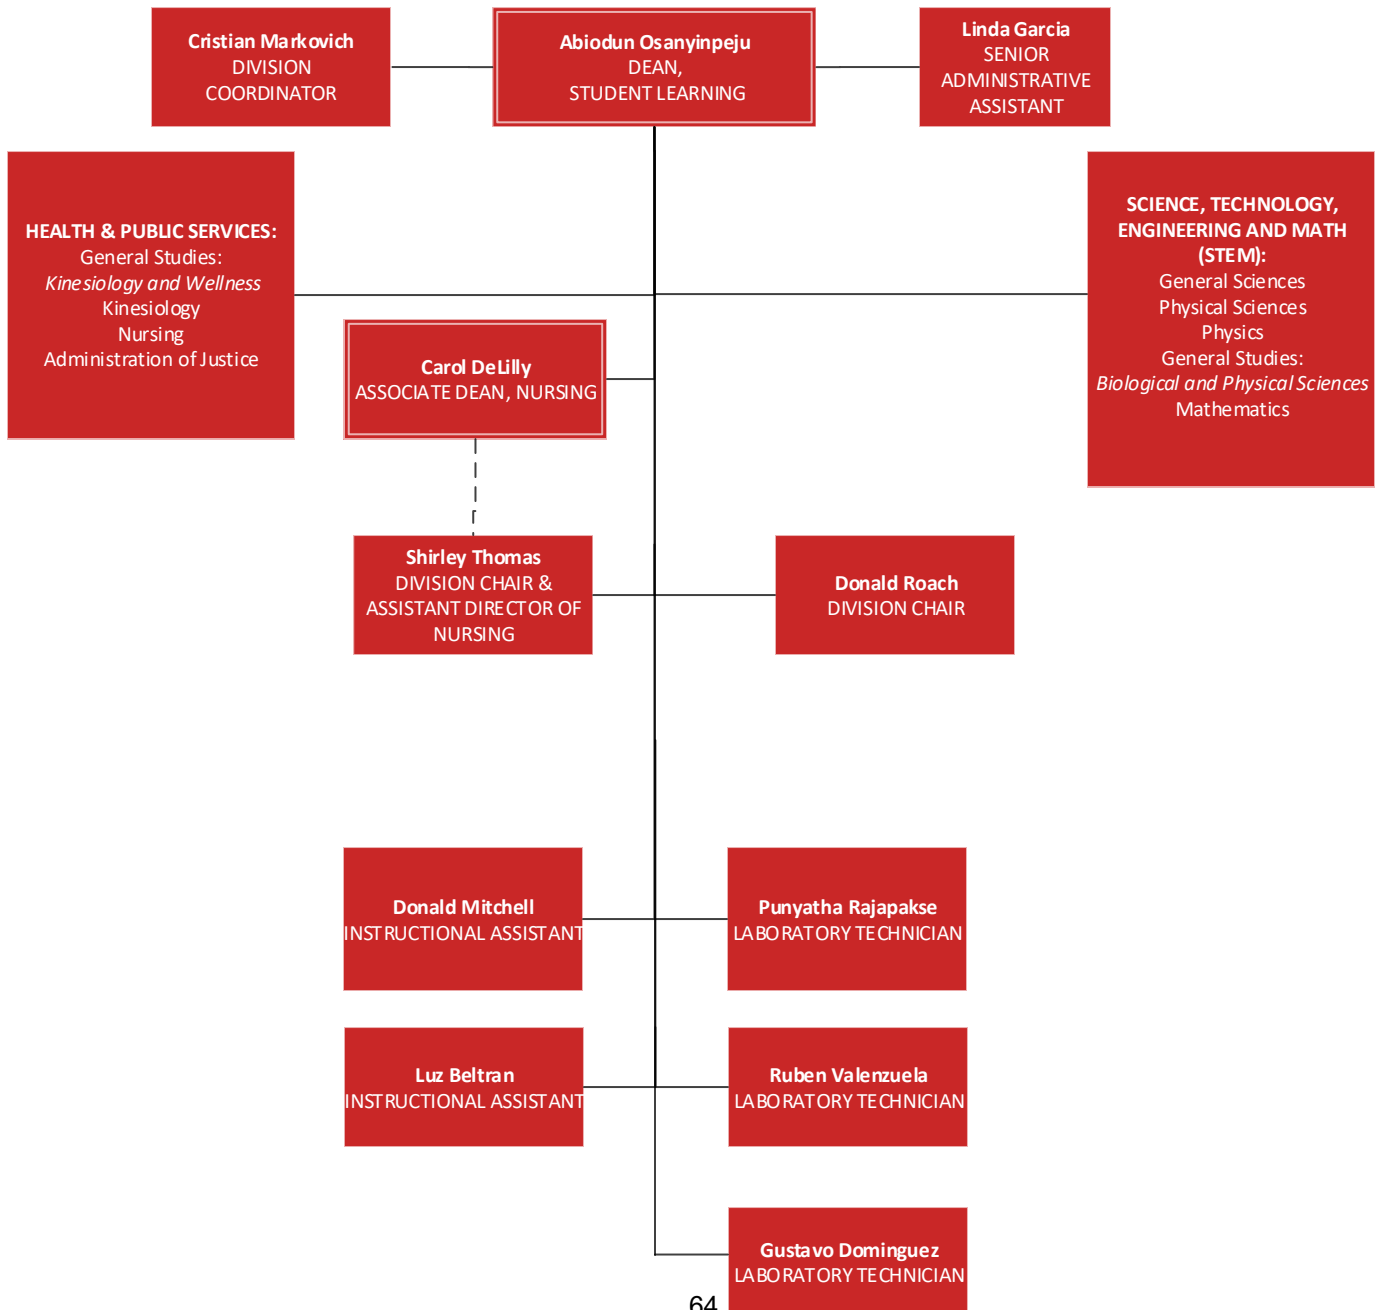 Cristian Markovich
DIVISION
COORDINATOR
Abiodun Osanyinpeju
DEAN,
STUDENT LEARNING
Linda Garcia
SENIOR
ADMINISTRATIVE
ASSISTANT
HEALTH & PUBLIC SERVICES:
General Studies:
Kinesiology and Wellness
Kinesiology
Nursing
Administration of Justice
SCIENCE, TECHNOLOGY,
ENGINEERING AND MATH
(STEM):
General Sciences
Physical Sciences
Physics
General Studies:
Biological and Physical Sciences
Mathematics
Carol DeLilly
ASSOCIATE DEAN, NURSING
Shirley Thomas
DIVISION CHAIR &
ASSISTANT DIRECTOR OF
NURSING
Donald Roach
DIVISION CHAIR
Donald Mitchell
INSTRUCTIONAL ASSISTANT
Punyatha Rajapakse
LABORATORY TECHNICIAN
Luz Beltran
INSTRUCTIONAL ASSISTANT
Ruben Valenzuela
LABORATORY TECHNICIAN
Gustavo Dominguez
LABORATORY TECHNICIAN
64